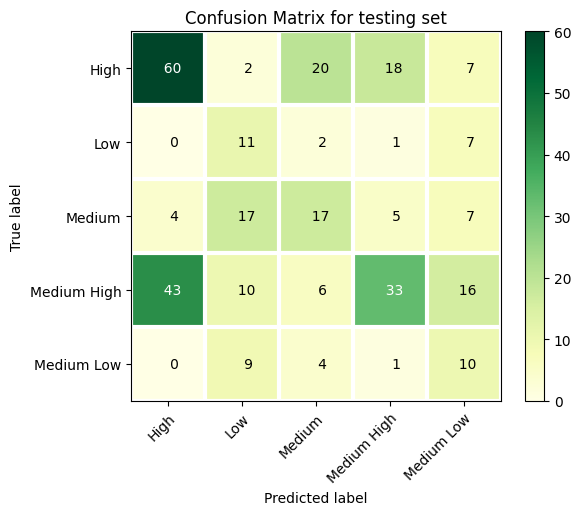 Confusion Matrix for testing set
True label
High 60 2 20 18 7
Low 0 11 2 1 7
Medium 4 17 17 5 7
Medium High 43 10 6 33 16
Medium Low 0 9 4 1 10
High Low Medium Medium High Medium Low
Predicted label
60
50
40
30
20
10
0